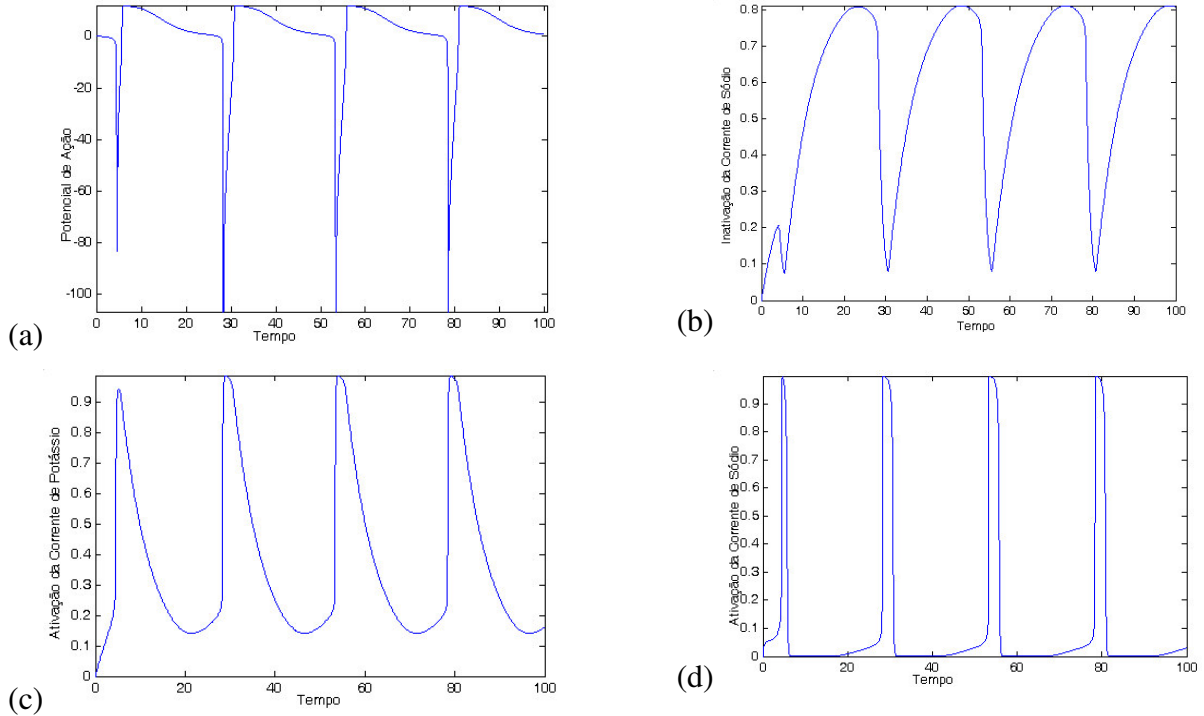 0
-20
-40
-60
-80
-100
Potencial de Ação
0 10 20 30 40 50 60 70 80 90 100
Tempo
(a)
0.8
0.7
0.6
0.5
0.4
0.3
0.2
0.1
0
Inativação da Corrente de Sódio
0 10 20 30 40 50 60 70 80 90 100
Tempo
(b)
0.9
0.8
0.7
0.6
0.5
0.4
0.3
0.2
0.1
0
Ativação da Corrente de Potássio
0 20 40 60 80 100
Tempo
(c)
0.9
0.8
0.7
0.6
0.5
0.4
0.3
0.2
0.1
0
Ativação da Corrente de Sódio
0 20 40 60 80 100
Tempo
(d)